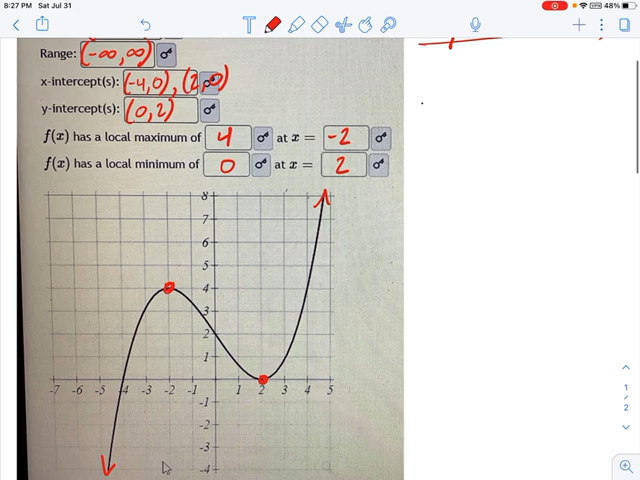 8:27 PM Sat Jul 31
VPN 48%
T
Range: (-∞,∞)
x-intercept(s): (-4,0), (2,0)
y-intercept(s): (0,2)
f(x) has a local maximum of 4 at x = -2
f(x) has a local minimum of 0 at x = 2
8
7
6
5
4
3
2
1
-7 -6 -5 -4 -3 -2 -1 1 2 3 4 5
-1
-2
-3
-4
1
/
2